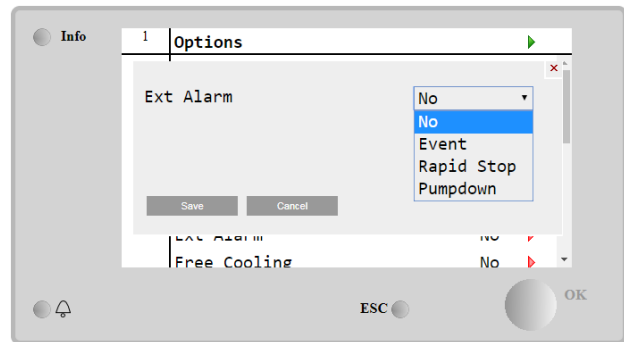 Info
1 Options
×
Ext Alarm No
No
Event
Rapid Stop
Pumpdown
Save Cancel
Ext Alarm No
Free Cooling No
ESC
OK